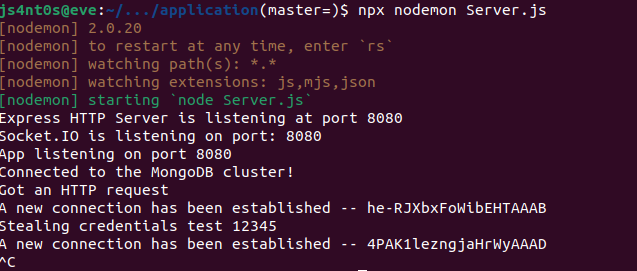 js4nt0s@eve:~/.../application(master=)$ npx nodemon Server.js
[nodemon] 2.0.20
[nodemon] to restart at any time, enter `rs`
[nodemon] watching path(s): *.*
[nodemon] watching extensions: js,mjs,json
[nodemon] starting `node Server.js`
Express HTTP Server is listening at port 8080
Socket.IO is listening on port: 8080
App listening on port 8080
Connected to the MongoDB cluster!
Got an HTTP request
A new connection has been established -- he-RJXbxFoWibEHTAAAB
Stealing credentials test 12345
A new connection has been established -- 4PAK1lezngjaHrWyAAAD
^C